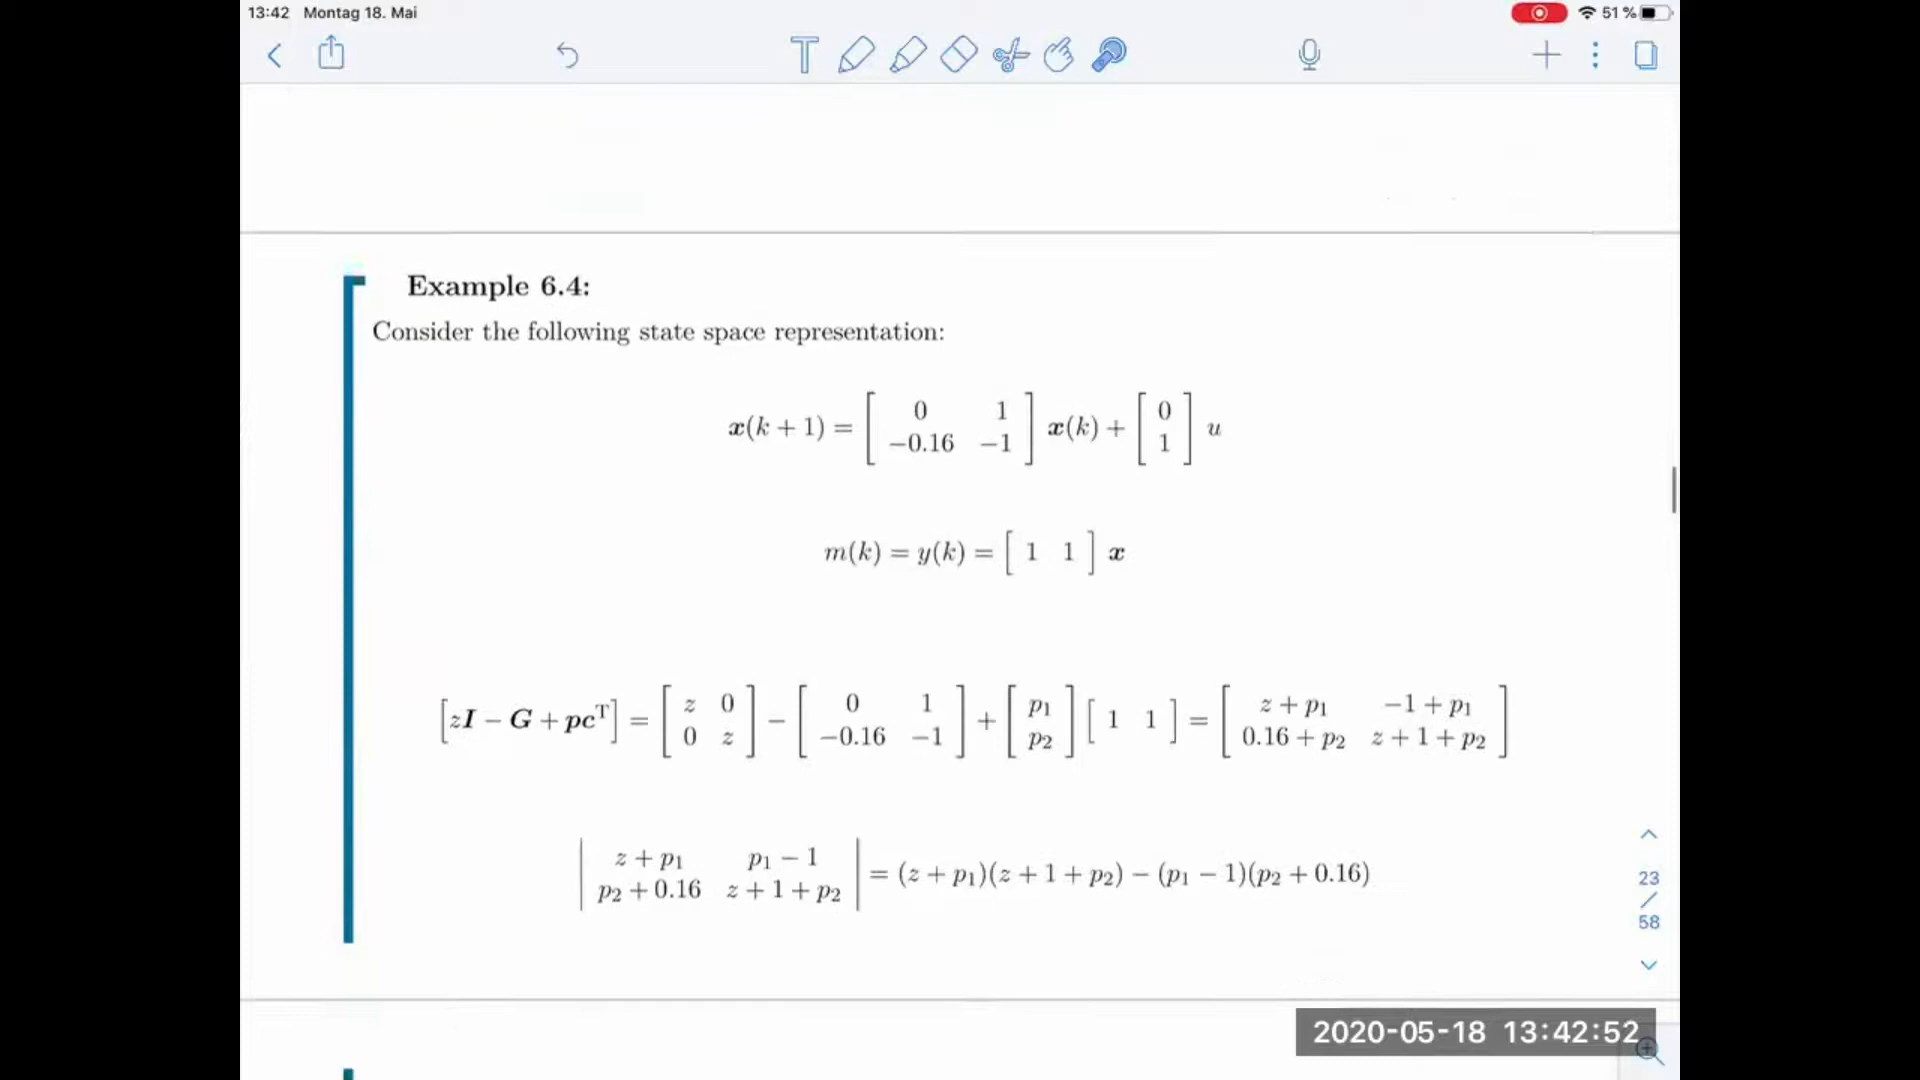 13:42 Montag 18. Mai
51 %
T
Example 6.4:
Consider the following state space representation:
x(k + 1) = [ 0 1 ; −0.16 −1 ] x(k) + [ 0 ; 1 ] u
m(k) = y(k) = [ 1 1 ] x
[zI − G + pcᵀ] = [ z 0 ; 0 z ] − [ 0 1 ; −0.16 −1 ] + [ p₁ ; p₂ ] [ 1 1 ] = [ z + p₁ −1 + p₁ ; 0.16 + p₂ z + 1 + p₂ ]
| z + p₁ p₁ − 1 ; p₂ + 0.16 z + 1 + p₂ | = (z + p₁)(z + 1 + p₂) − (p₁ − 1)(p₂ + 0.16)
23
/
58
2020-05-18 13:42:52